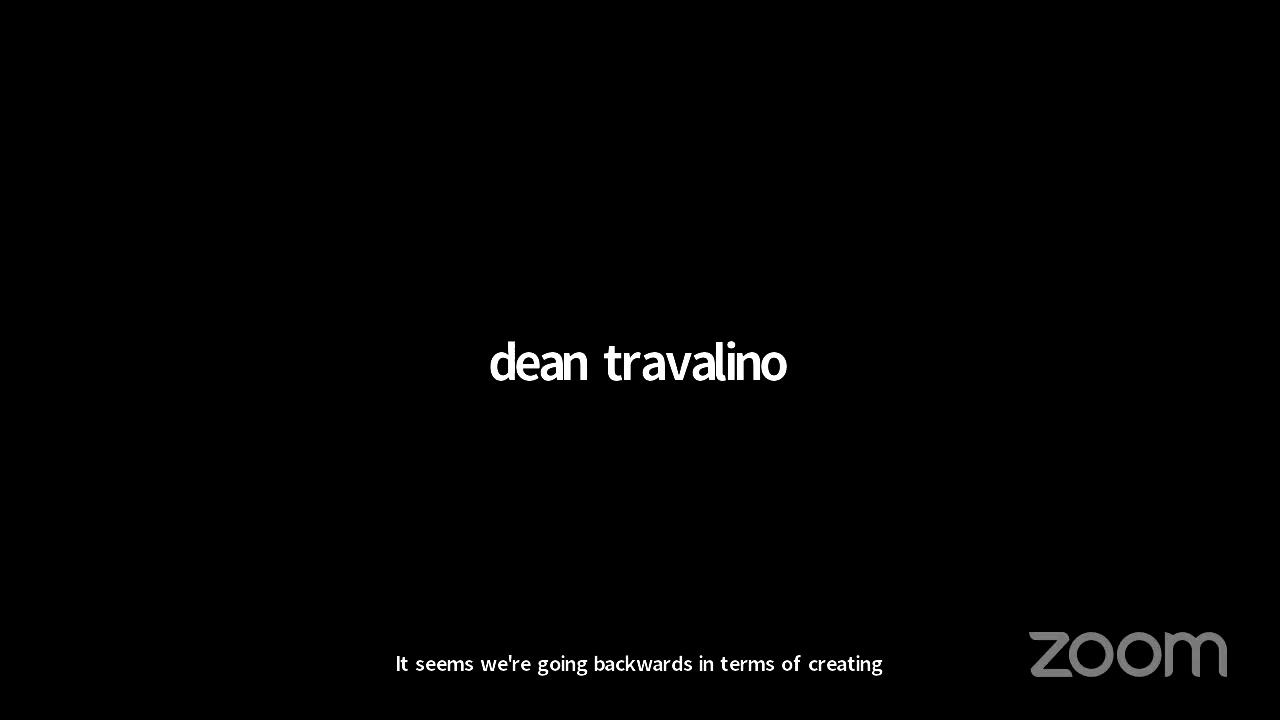 dean travalino
It seems we're going backwards in terms of creating
zoom